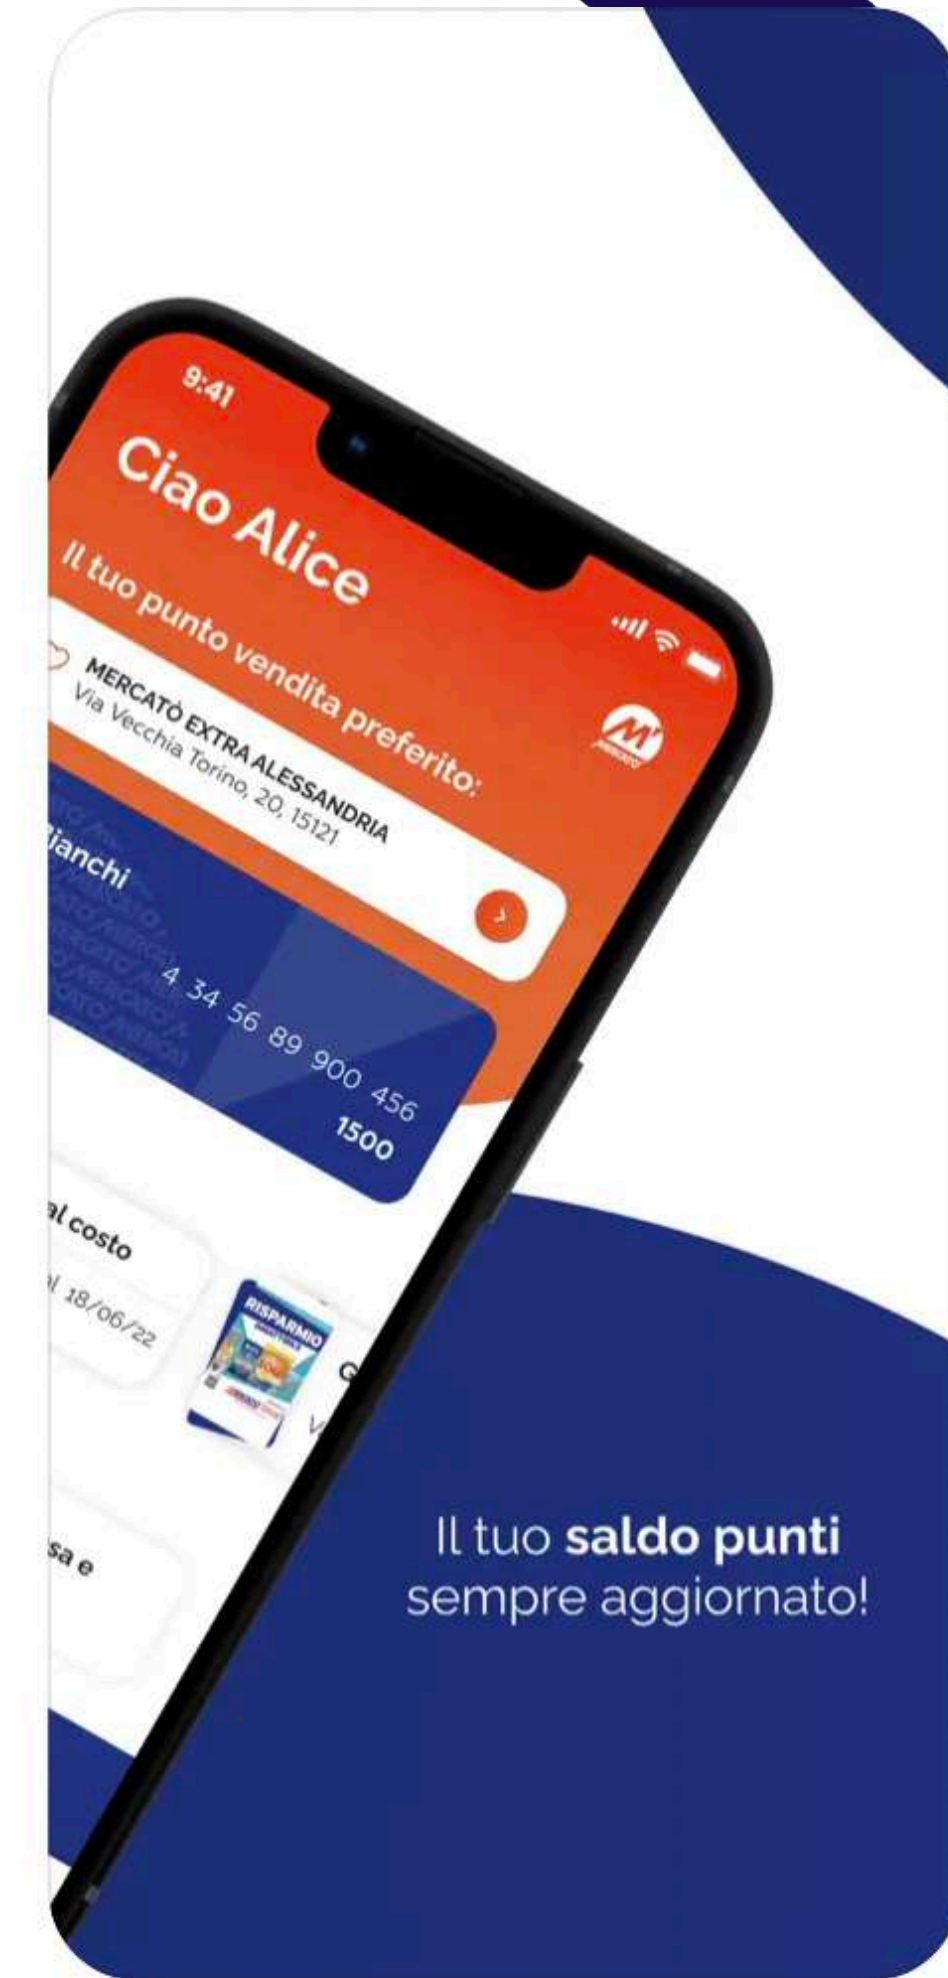 9:41
Ciao Alice
Il tuo punto vendita preferito:
MERCATÒ
MERCATÒ EXTRA ALESSANDRIA
Via Vecchia Torino, 20, 15121
Bianchi
4 34 56 89 900 456
1500
al costo
al 18/06/22
RISPARMIO
G
V
sa e
Il tuo saldo punti
sempre aggiornato!